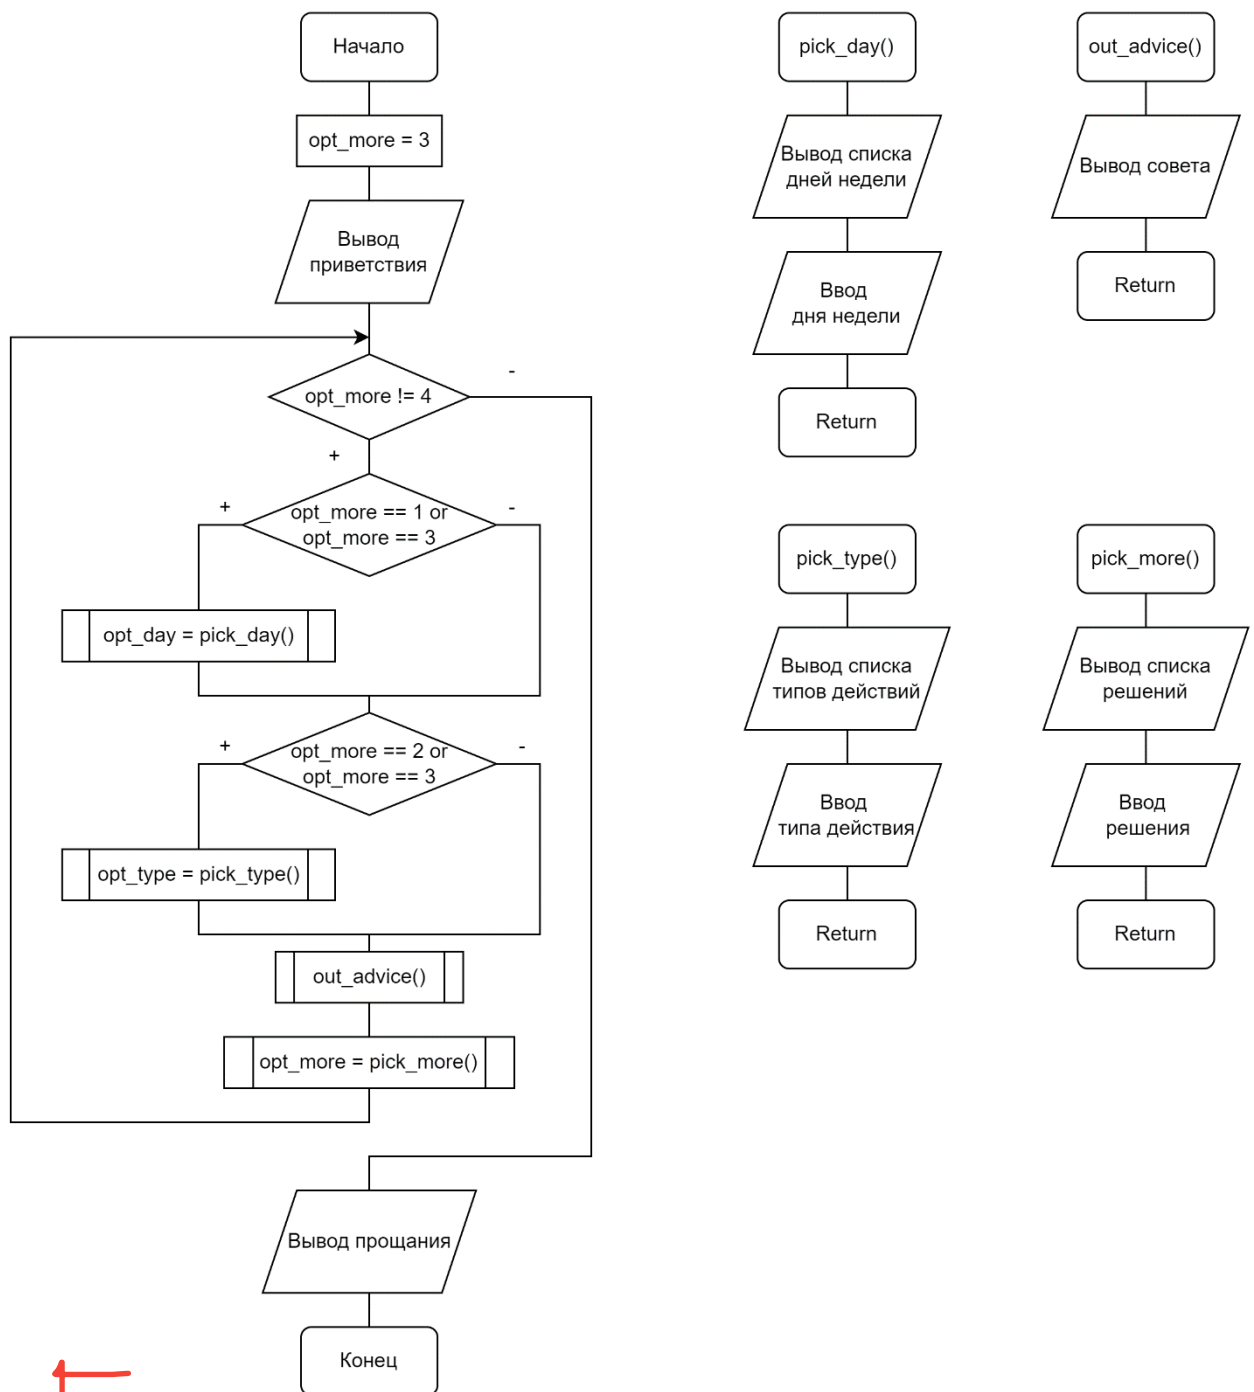 Начало
opt_more = 3
Вывод
приветствия
opt_more != 4
-
+
opt_more == 1 or
opt_more == 3
+
-
opt_day = pick_day()
opt_more == 2 or
opt_more == 3
+
-
opt_type = pick_type()
out_advice()
opt_more = pick_more()
Вывод прощания
Конец
pick_day()
Вывод списка
дней недели
Ввод
дня недели
Return
out_advice()
Вывод совета
Return
pick_type()
Вывод списка
типов действий
Ввод
типа действия
Return
pick_more()
Вывод списка
решений
Ввод
решения
Return